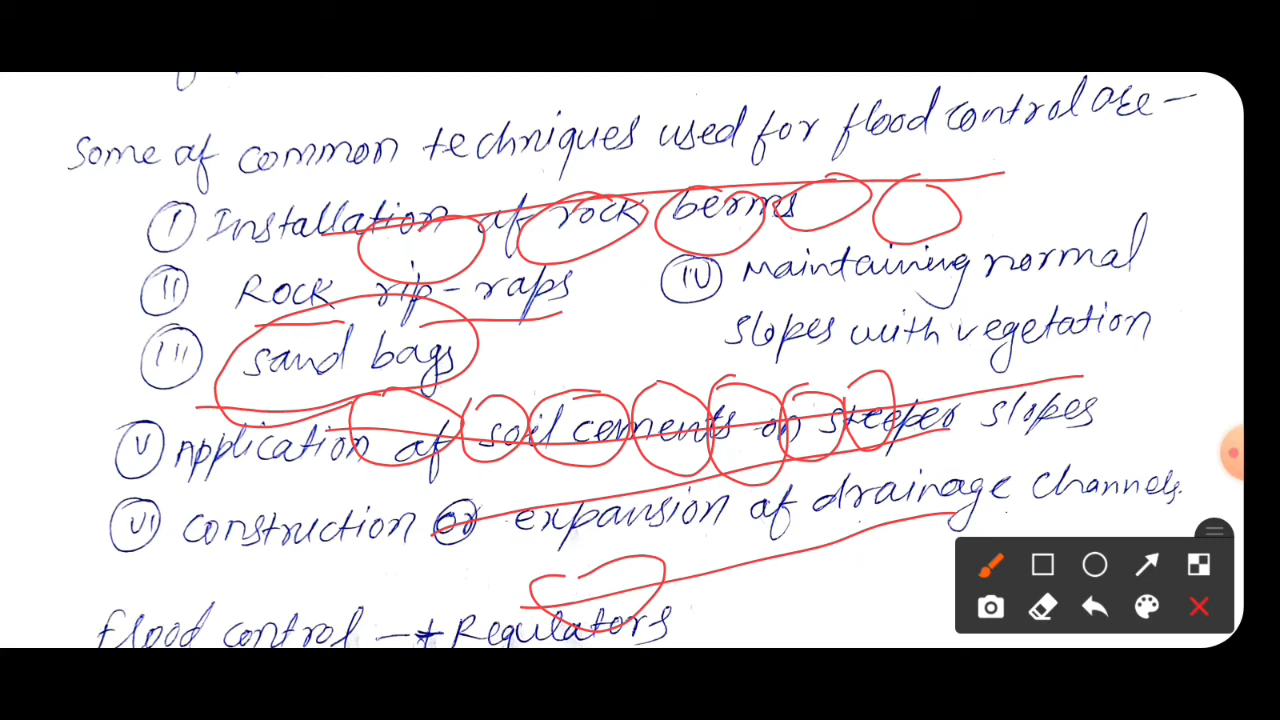 Some of common techniques used for flood control are -
I Installation of rock berms
II Rock rip-raps
III sand bags
IV Maintaining normal
slopes with vegetation
V Application of soil cements on steeper slopes
VI construction or expansion of drainage channels.
flood control - Regulators